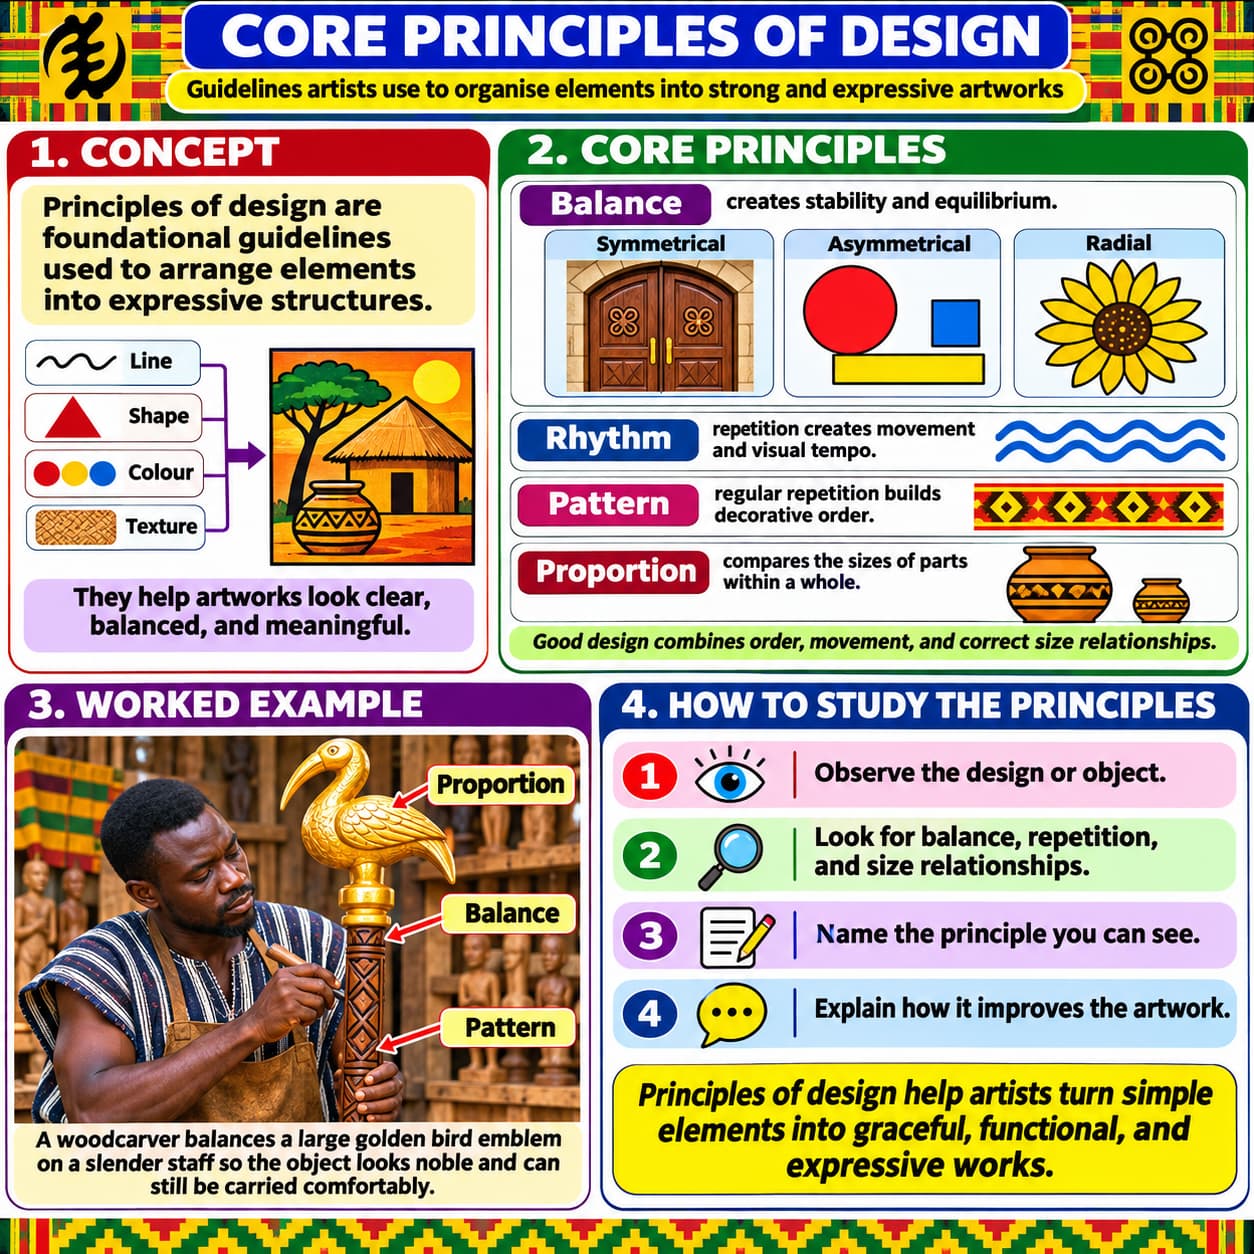 CORE PRINCIPLES OF DESIGN
Guidelines artists use to organise elements into strong and expressive artworks
1. CONCEPT
Principles of design are
foundational guidelines
used to arrange elements
into expressive structures.
Line
Shape
Colour
Texture
They help artworks look clear,
balanced, and meaningful.
2. CORE PRINCIPLES
Balance
creates stability and equilibrium.
Symmetrical
Asymmetrical
Radial
Rhythm
repetition creates movement
and visual tempo.
Pattern
regular repetition builds
decorative order.
Proportion
compares the sizes of parts
within a whole.
Good design combines order, movement, and correct size relationships.
3. WORKED EXAMPLE
Proportion
Balance
Pattern
A woodcarver balances a large golden bird emblem
on a slender staff so the object looks noble and can
still be carried comfortably.
4. HOW TO STUDY THE PRINCIPLES
1
Observe the design or object.
2
Look for balance, repetition,
and size relationships.
3
Name the principle you can see.
4
Explain how it improves the artwork.
Principles of design help artists turn simple
elements into graceful, functional, and
expressive works.